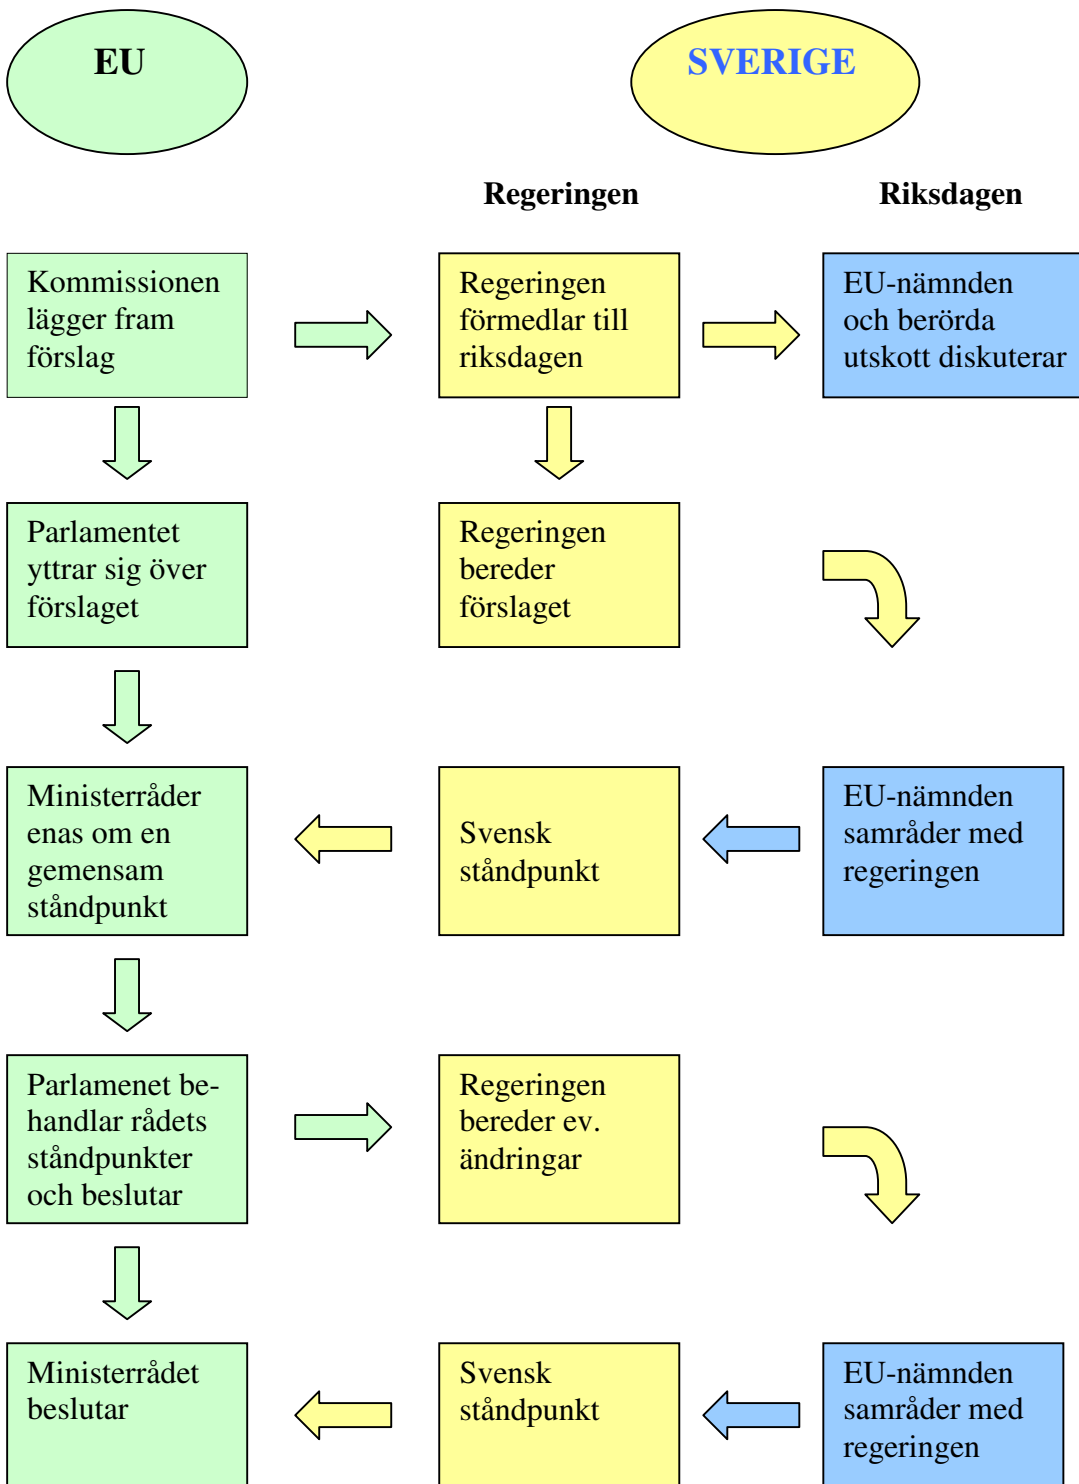 EU
SVERIGE
Regeringen
Riksdagen
Kommissionen
lägger fram
förslag
Regeringen
förmedlar till
riksdagen
EU-nämnden
och berörda
utskott diskuterar
Parlamentet
yttrar sig över
förslaget
Regeringen
bereder
förslaget
Ministerråder
enas om en
gemensam
ståndpunkt
Svensk
ståndpunkt
EU-nämnden
samråder med
regeringen
Parlamenet be-
handlar rådets
ståndpunkter
och beslutar
Regeringen
bereder ev.
ändringar
Ministerrådet
beslutar
Svensk
ståndpunkt
EU-nämnden
samråder med
regeringen